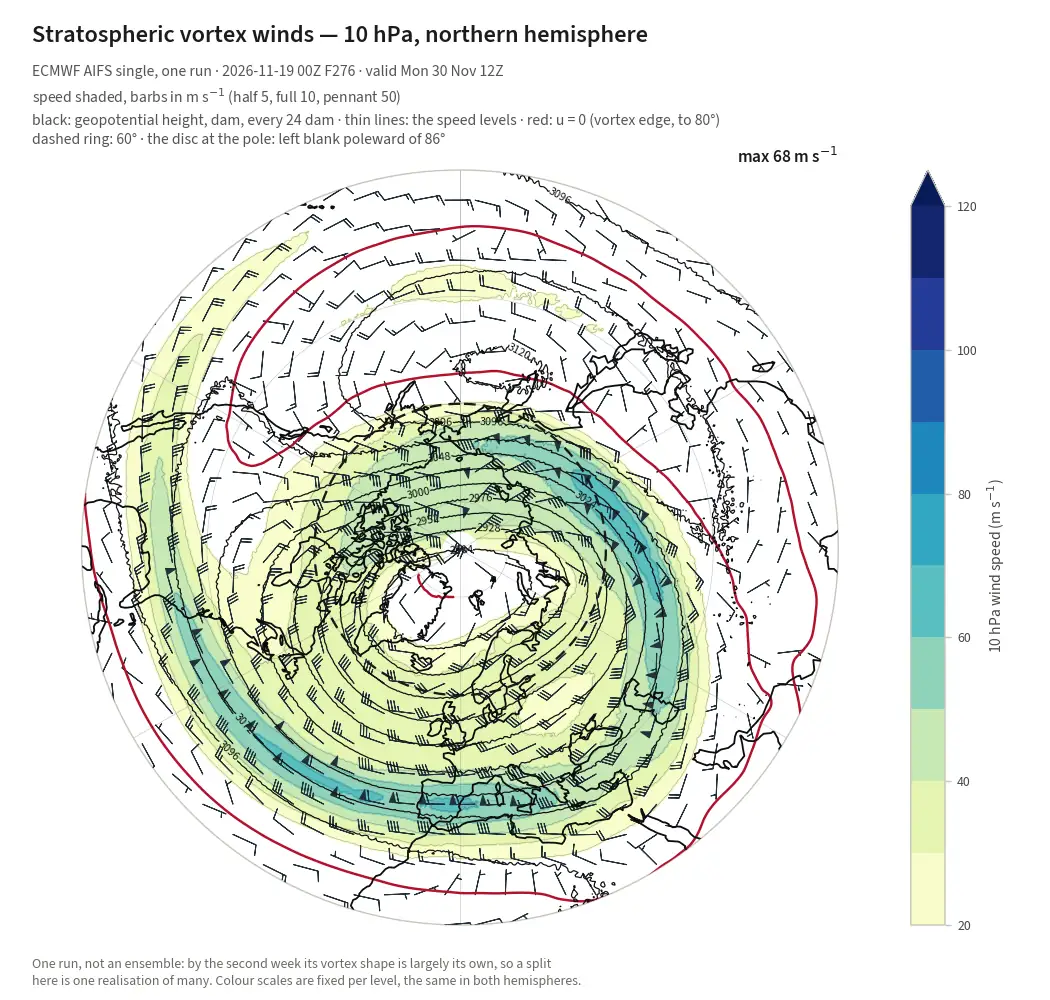 Stratospheric vortex winds — 10 hPa, northern hemisphere
ECMWF AIFS single, one run · 2026-11-19 00Z F276 · valid Mon 30 Nov 12Z
speed shaded, barbs in m s⁻¹ (half 5, full 10, pennant 50)
black: geopotential height, dam, every 24 dam · thin lines: the speed levels · red: u = 0 (vortex edge, to 80°)
dashed ring: 60° · the disc at the pole: left blank poleward of 86°
max 68 m s⁻¹
3096
3120
3096
3048
3000
2976
2928
3096
120
100
80
60
40
20
10 hPa wind speed (m s⁻¹)
One run, not an ensemble: by the second week its vortex shape is largely its own, so a split
here is one realisation of many. Colour scales are fixed per level, the same in both hemispheres.